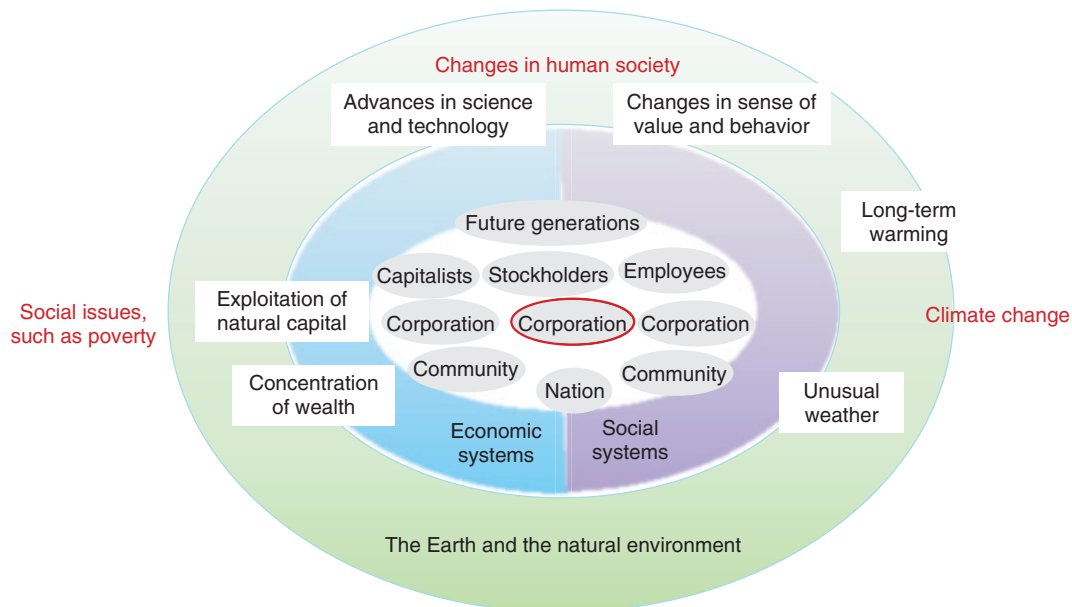 Changes in human society
Advances in science
and technology
Changes in sense of
value and behavior
Long-term
warming
Future generations
Capitalists
Stockholders
Employees
Exploitation of
natural capital
Social issues,
such as poverty
Corporation
Corporation
Corporation
Climate change
Community
Nation
Community
Concentration
of wealth
Unusual
weather
Economic
systems
Social
systems
The Earth and the natural environment